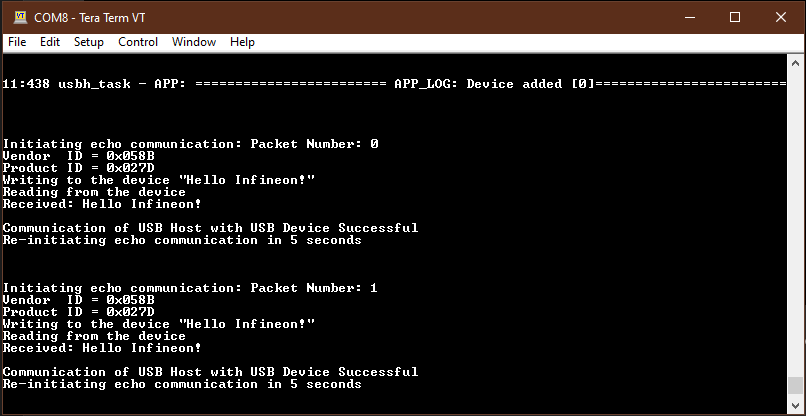 COM8 - Tera Term VT
File Edit Setup Control Window Help
11:438 usbh_task - APP: ======================== APP_LOG: Device added [0]========================
Initiating echo communication: Packet Number: 0
Vendor  ID = 0x058B
Product ID = 0x027D
Writing to the device "Hello Infineon!"
Reading from the device
Received: Hello Infineon!
Communication of USB Host with USB Device Successful
Re-initiating echo communication in 5 seconds
Initiating echo communication: Packet Number: 1
Vendor  ID = 0x058B
Product ID = 0x027D
Writing to the device "Hello Infineon!"
Reading from the device
Received: Hello Infineon!
Communication of USB Host with USB Device Successful
Re-initiating echo communication in 5 seconds